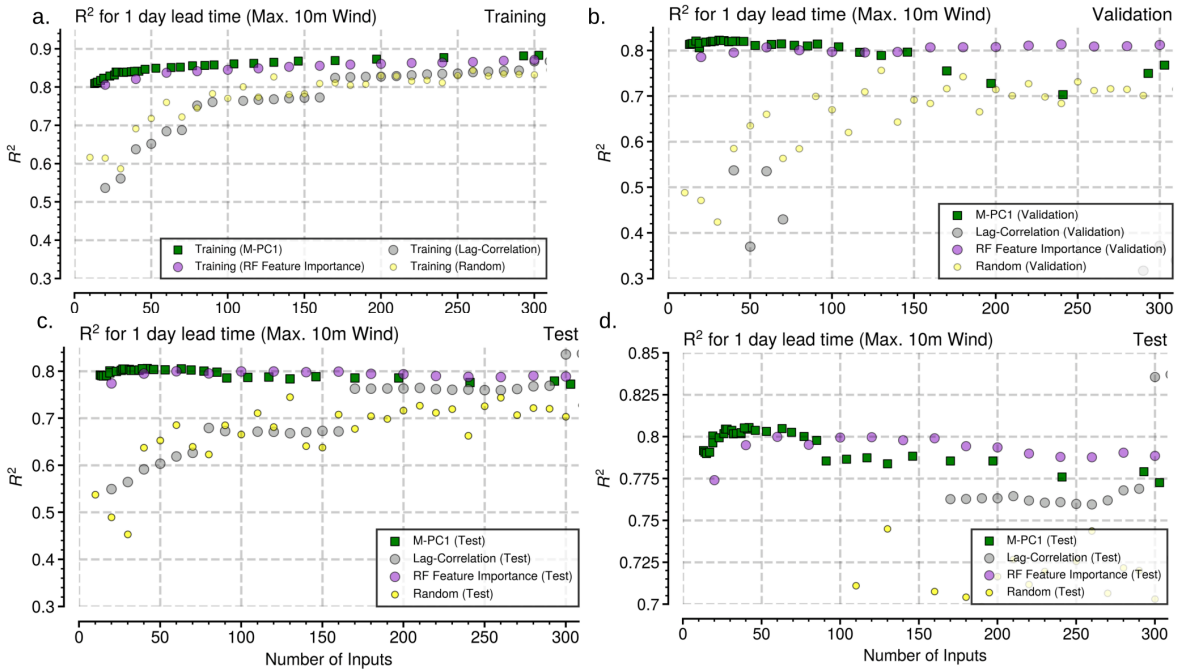 a.
R² for 1 day lead time (Max. 10m Wind) Training
0.9
0.8
0.7
0.6
0.5
0.4
0.3
R²
Training (M-PC1) Training (Lag-Correlation)
Training (RF Feature Importance) Training (Random)
0 50 100 150 200 250 300
b.
R² for 1 day lead time (Max. 10m Wind) Validation
0.8
0.7
0.6
0.5
0.4
0.3
R²
M-PC1 (Validation)
Lag-Correlation (Validation)
RF Feature Importance (Validation)
Random (Validation)
0 50 100 150 200 250 300
c.
R² for 1 day lead time (Max. 10m Wind) Test
0.8
0.7
0.6
0.5
0.4
0.3
R²
M-PC1 (Test)
Lag-Correlation (Test)
RF Feature Importance (Test)
Random (Test)
0 50 100 150 200 250 300
Number of Inputs
d.
R² for 1 day lead time (Max. 10m Wind) Test
0.85
0.825
0.8
0.775
0.75
0.725
0.7
R²
M-PC1 (Test)
Lag-Correlation (Test)
RF Feature Importance (Test)
Random (Test)
0 50 100 150 200 250 300
Number of Inputs